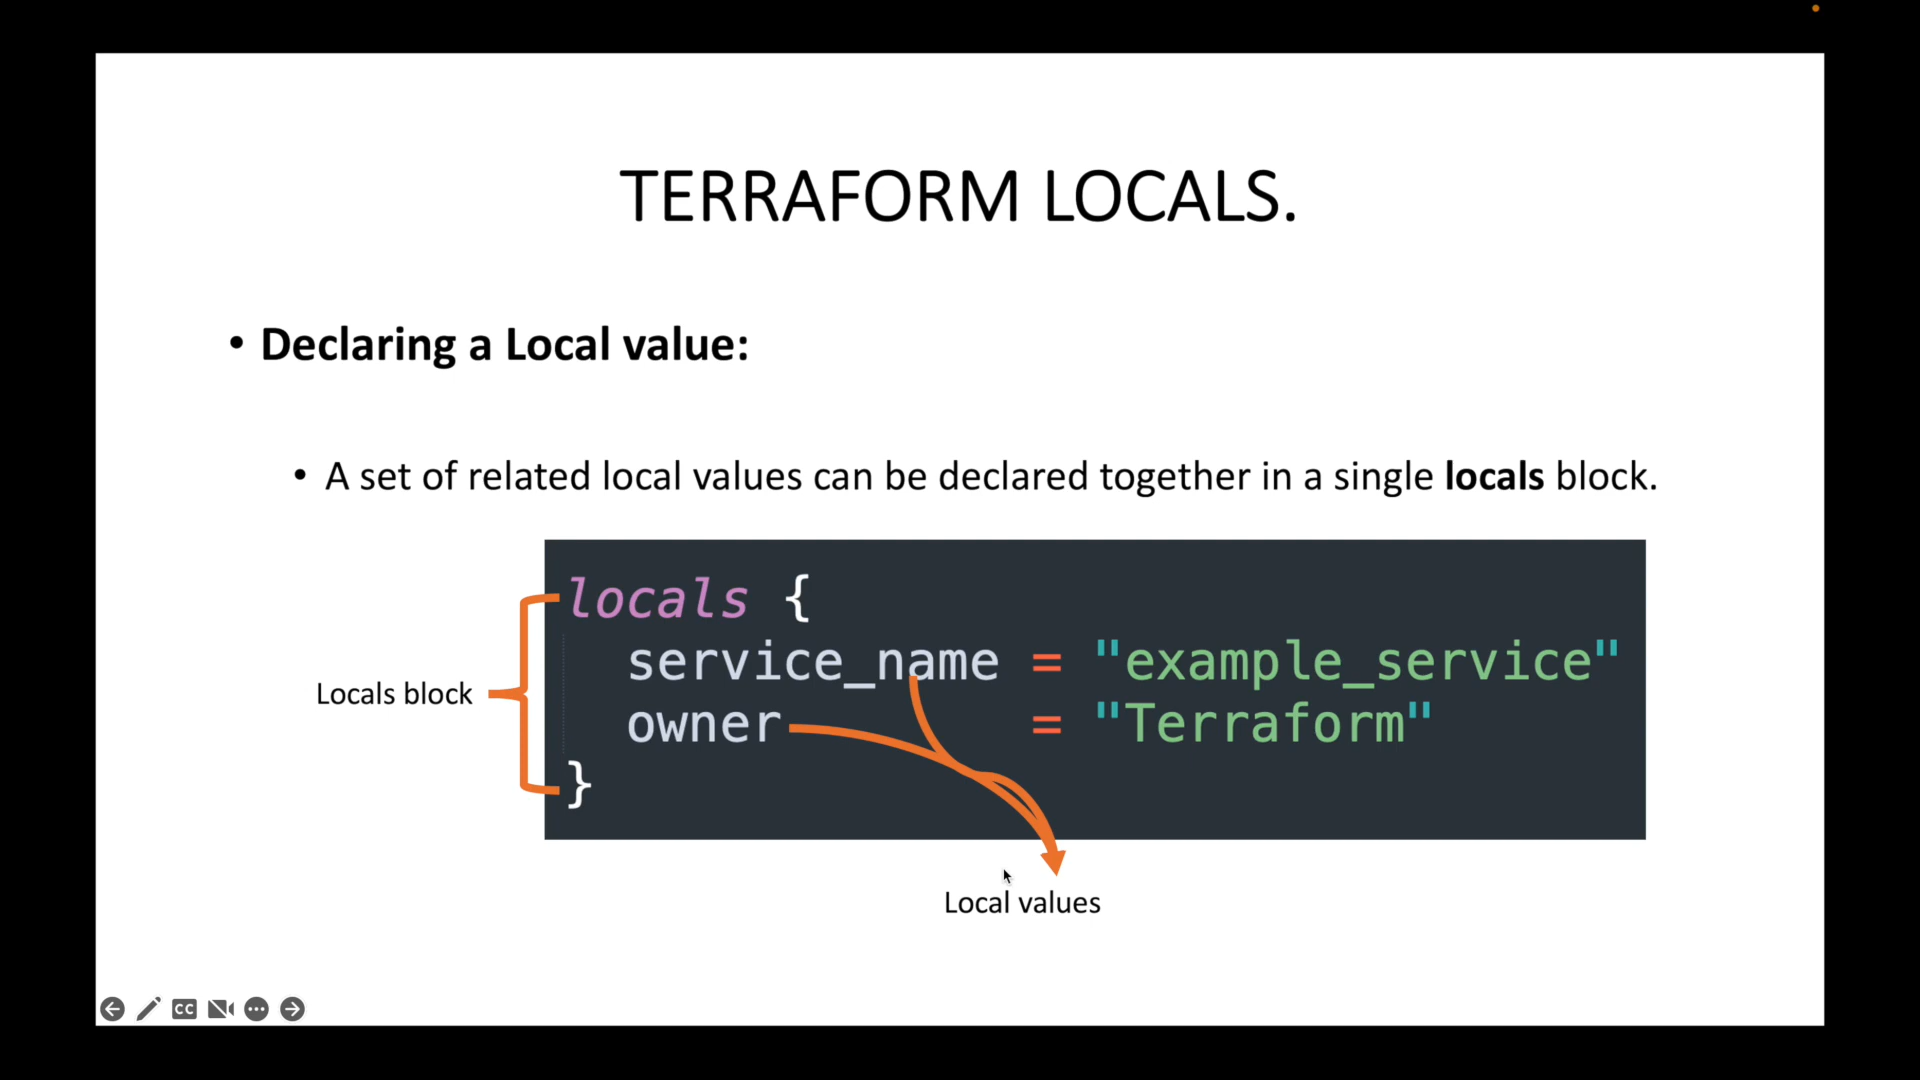 TERRAFORM LOCALS.
• Declaring a Local value:
• A set of related local values can be declared together in a single locals block.
locals {
service_name = "example_service"
Locals block
owner = "Terraform"
}
Local values
CC